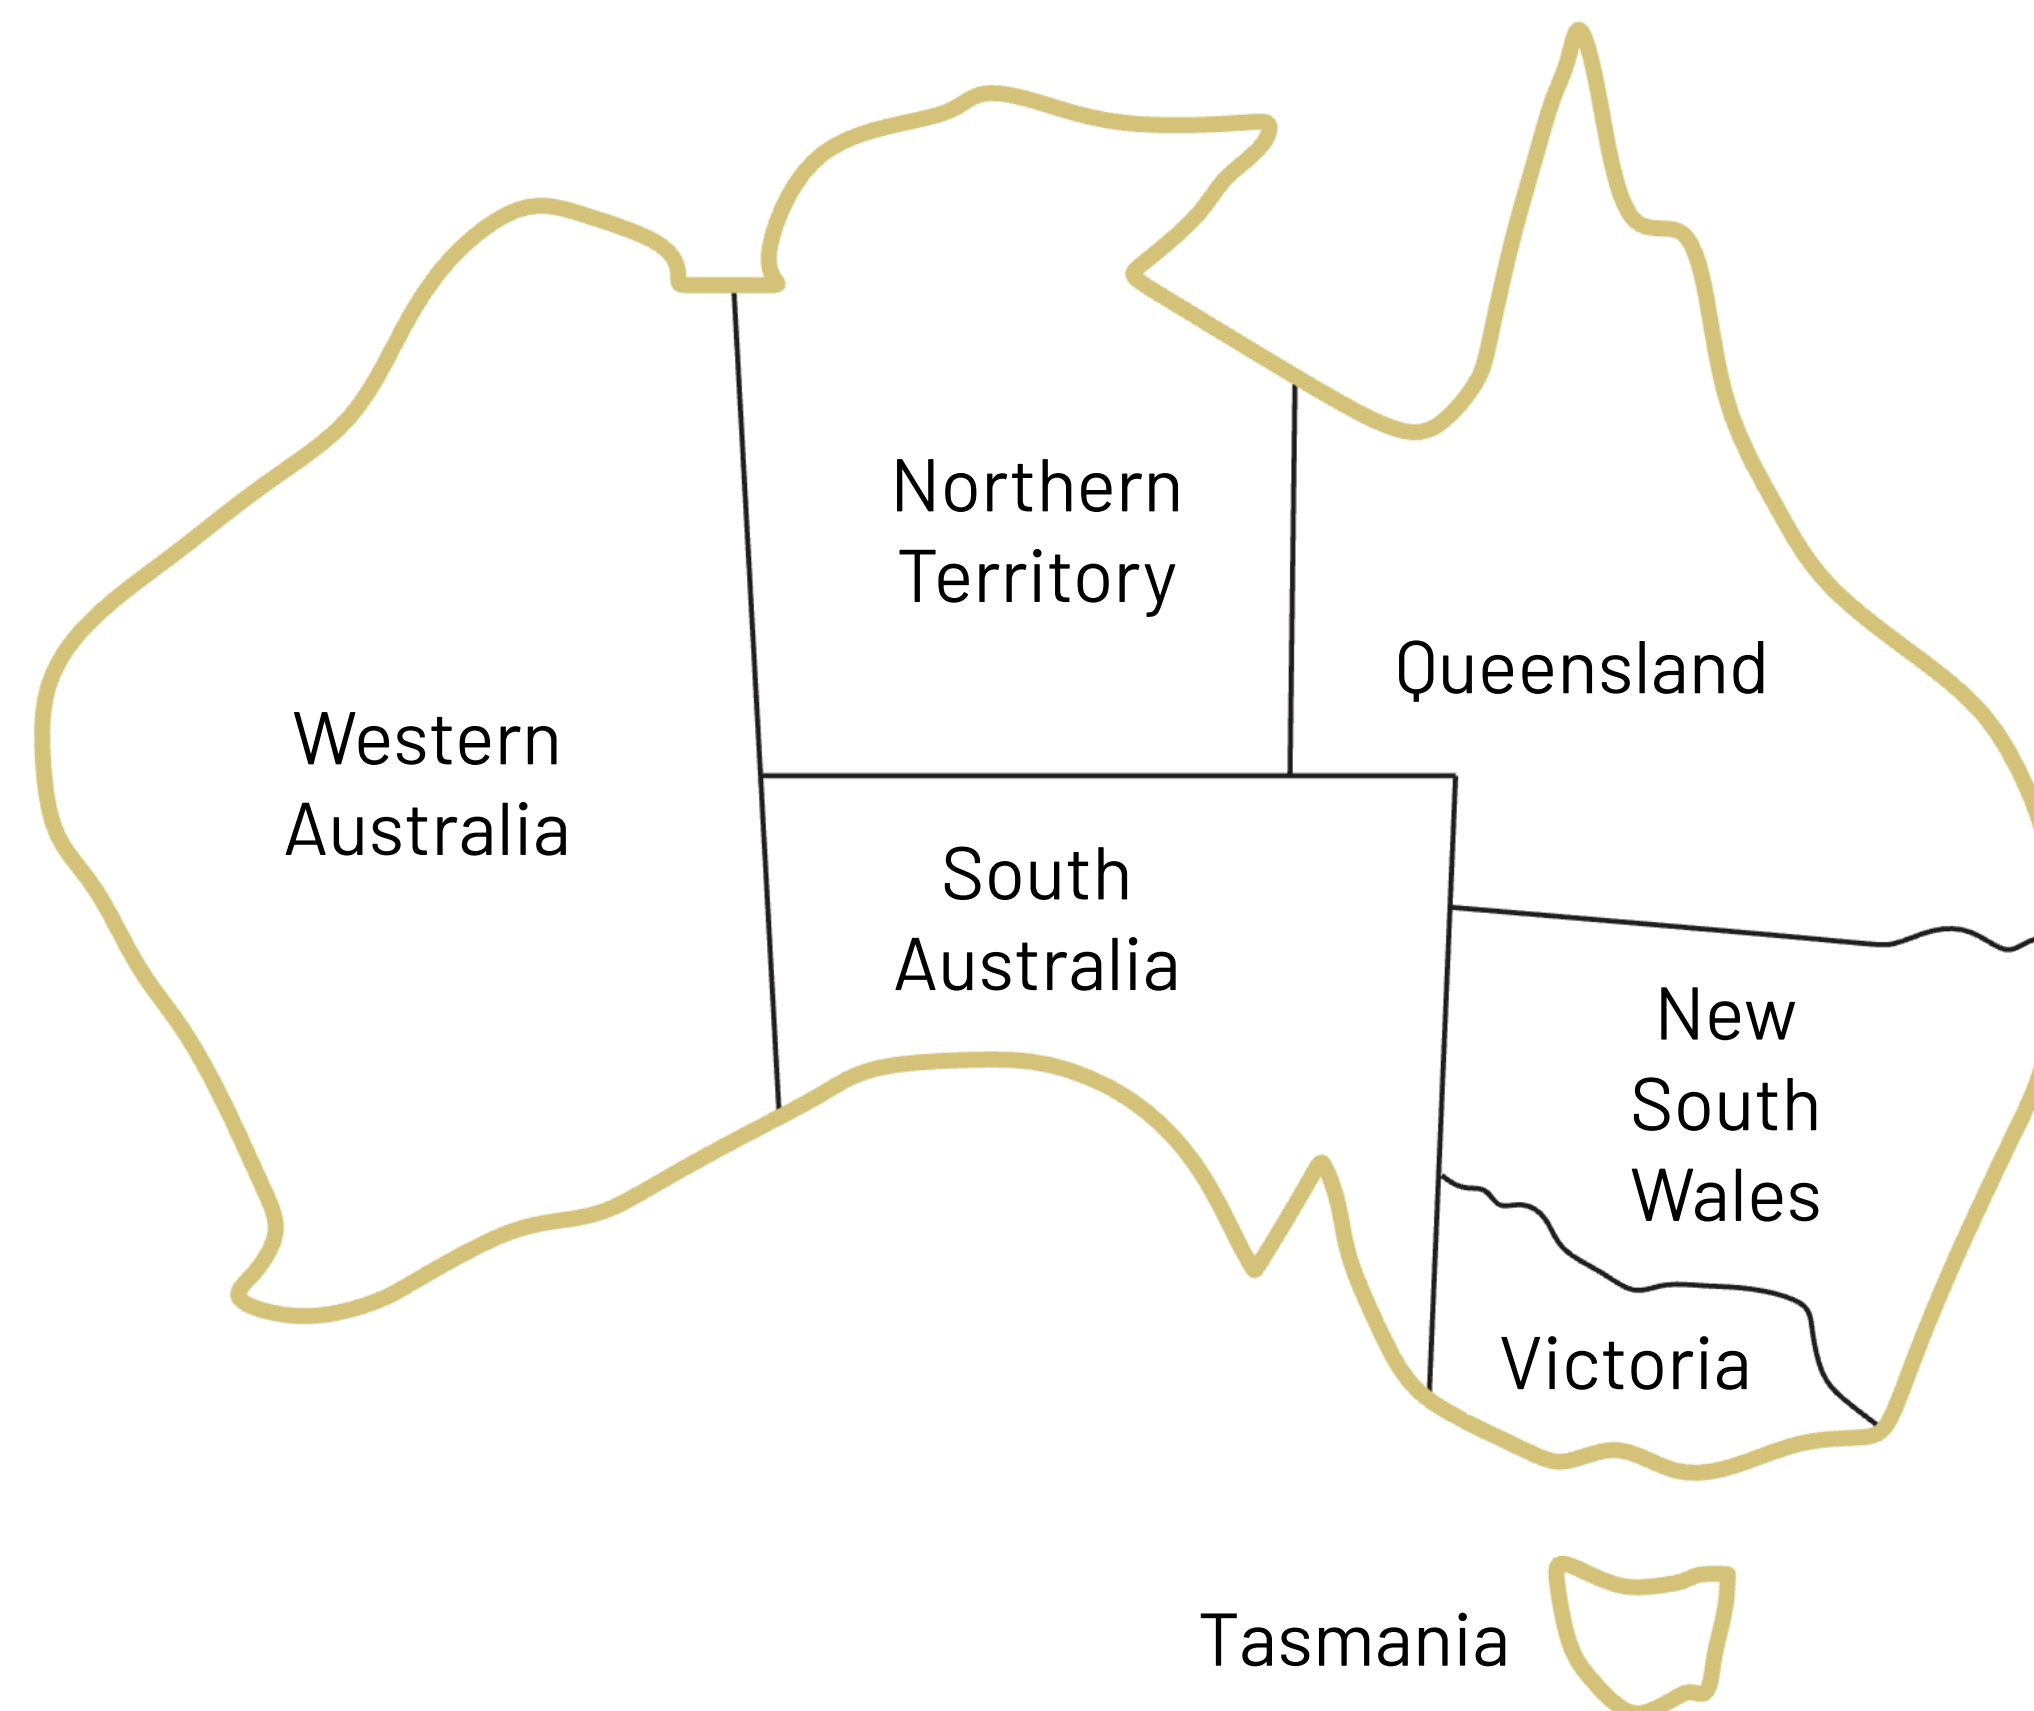 Northern
Territory
Queensland
Western
Australia
South
Australia
New
South
Wales
Victoria
Tasmania